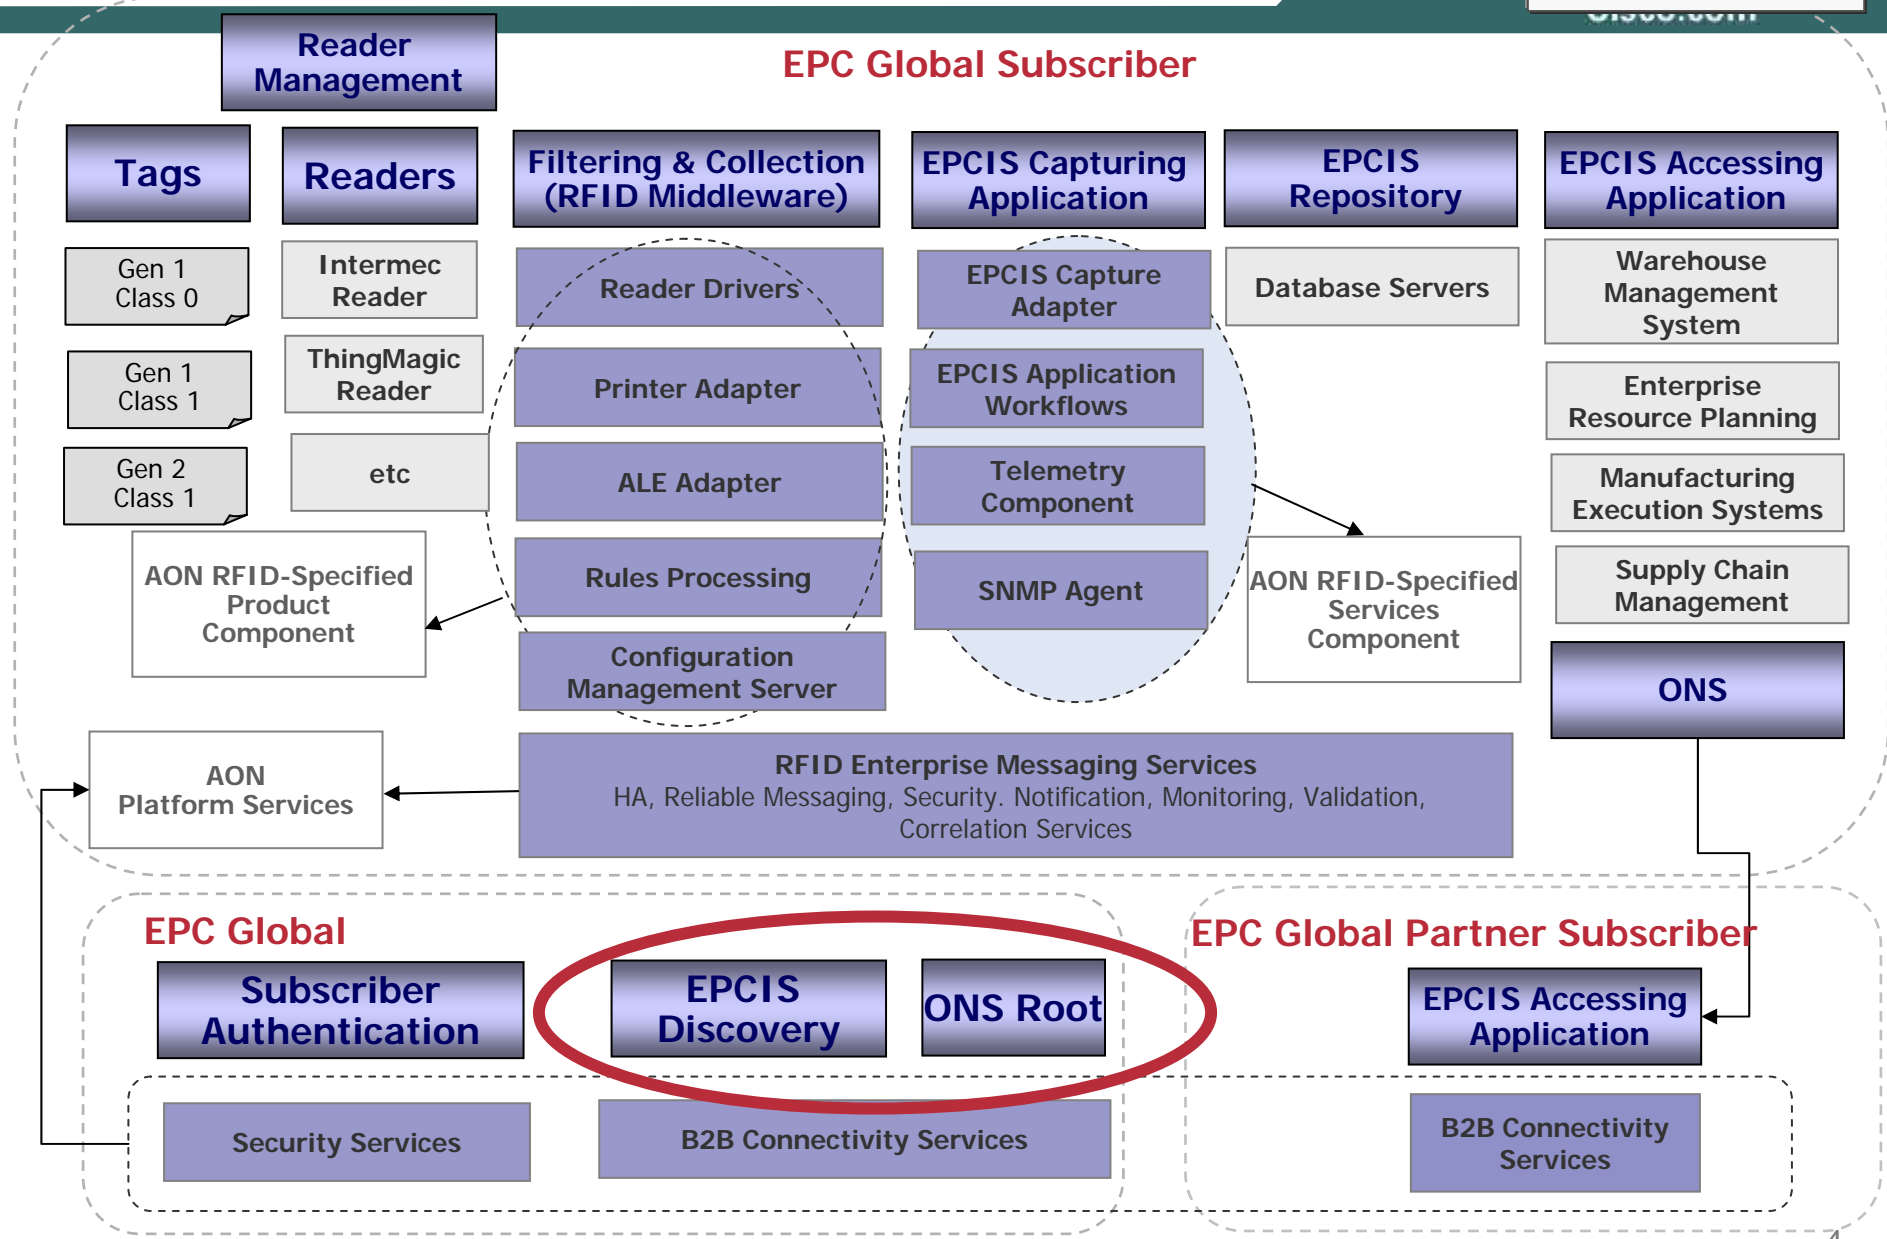 Reader
Management
EPC Global Subscriber
Tags
Readers
Filtering & Collection
(RFID Middleware)
EPCIS Capturing
Application
EPCIS
Repository
EPCIS Accessing
Application
Gen 1
Class 0
Gen 1
Class 1
Gen 2
Class 1
Intermec
Reader
ThingMagic
Reader
etc
Reader Drivers
Printer Adapter
ALE Adapter
Rules Processing
Configuration
Management Server
EPCIS Capture
Adapter
EPCIS Application
Workflows
Telemetry
Component
SNMP Agent
Database Servers
Warehouse
Management
System
Enterprise
Resource Planning
Manufacturing
Execution Systems
Supply Chain
Management
ONS
AON RFID-Specified
Product
Component
AON RFID-Specified
Services
Component
AON
Platform Services
RFID Enterprise Messaging Services
HA, Reliable Messaging, Security. Notification, Monitoring, Validation,
Correlation Services
EPC Global
Subscriber
Authentication
EPCIS
Discovery
ONS Root
Security Services
B2B Connectivity Services
EPC Global Partner Subscriber
EPCIS Accessing
Application
B2B Connectivity
Services